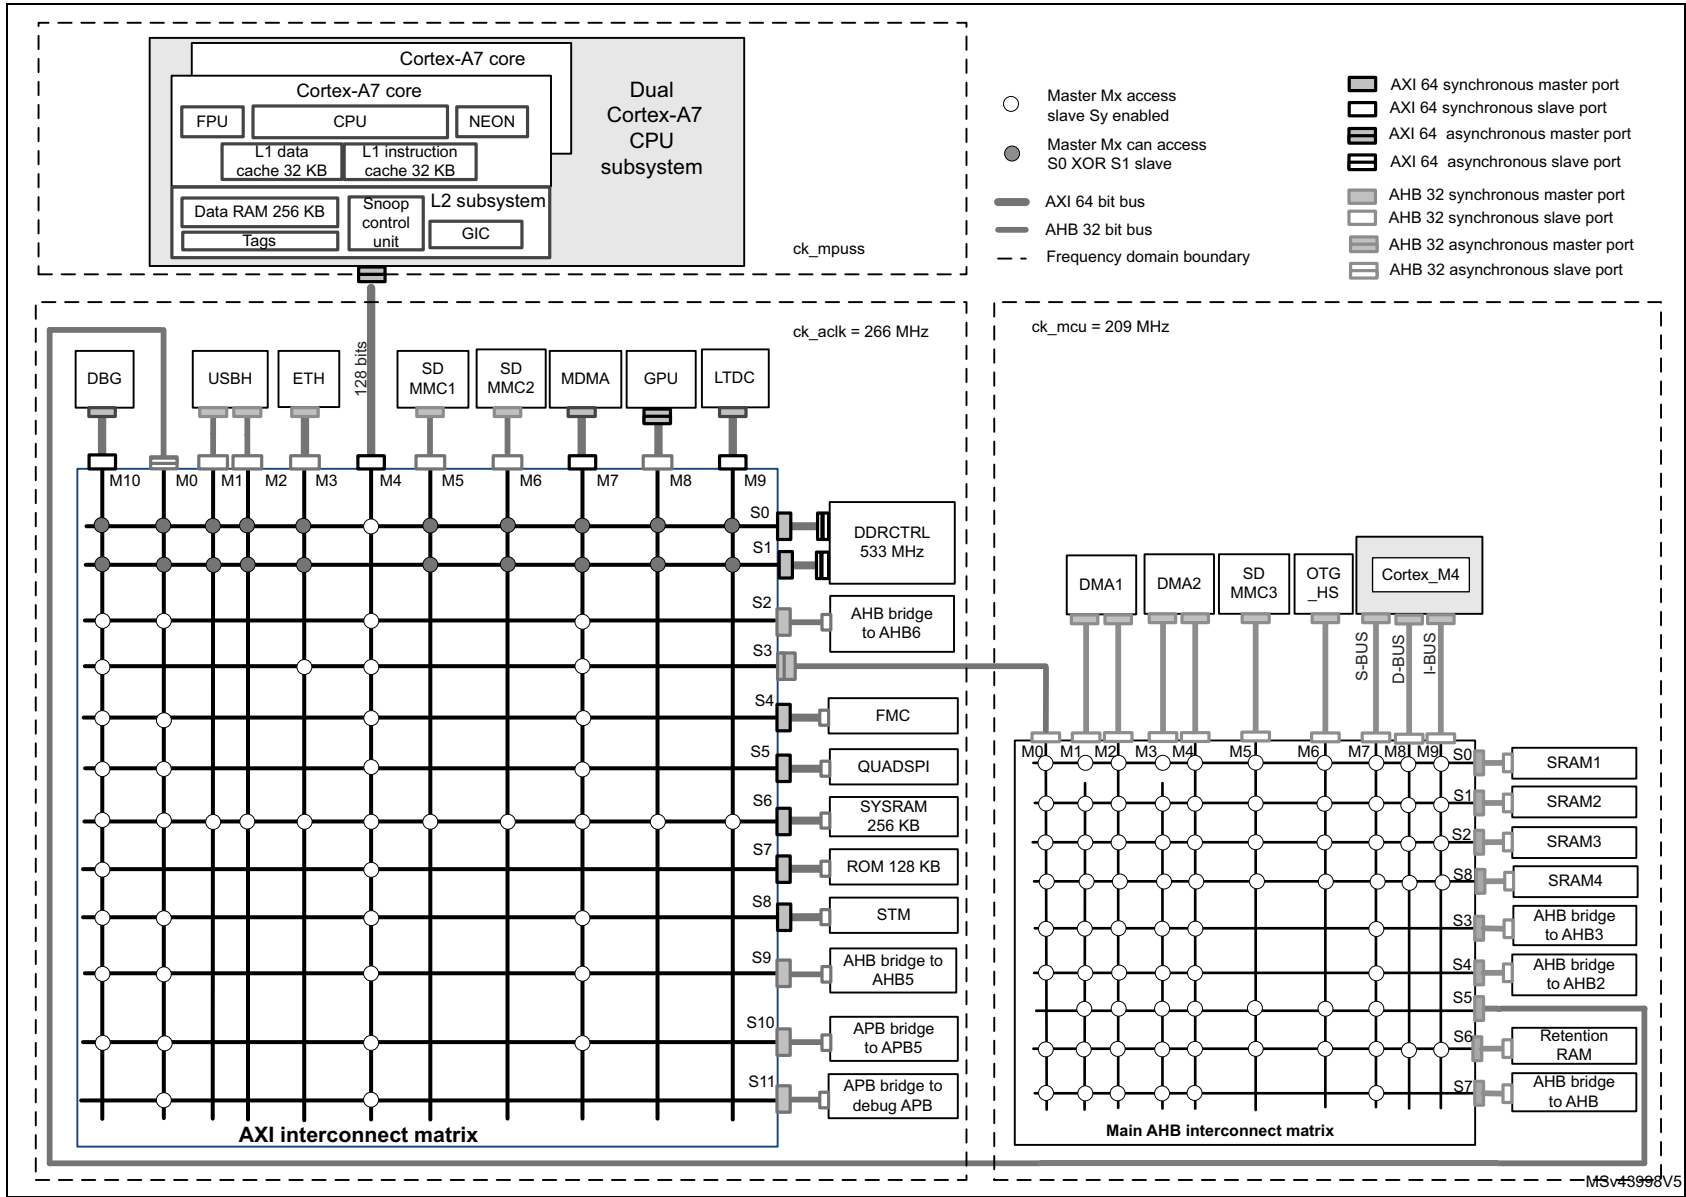 Cortex-A7 core
Cortex-A7 core
FPU
CPU
NEON
L1 data
cache 32 KB
L1 instruction
cache 32 KB
L2 subsystem
Data RAM 256 KB
Tags
Snoop
control
unit
GIC
Dual
Cortex-A7
CPU
subsystem
ck_mpuss
Master Mx access
slave Sy enabled
Master Mx can access
S0 XOR S1 slave
AXI 64 bit bus
AHB 32 bit bus
Frequency domain boundary
AXI 64 synchronous master port
AXI 64 synchronous slave port
AXI 64 asynchronous master port
AXI 64 asynchronous slave port
AHB 32 synchronous master port
AHB 32 synchronous slave port
AHB 32 asynchronous master port
AHB 32 asynchronous slave port
ck_aclk = 266 MHz
128 bits
DBG
USBH
ETH
SD
MMC1
SD
MMC2
MDMA
GPU
LTDC
M10
M0
M1
M2
M3
M4
M5
M6
M7
M8
M9
S0
S1
DDRCTRL
533 MHz
S2
AHB bridge
to AHB6
S3
S4
FMC
S5
QUADSPI
S6
SYSRAM
256 KB
S7
ROM 128 KB
S8
STM
S9
AHB bridge to
AHB5
S10
APB bridge
to APB5
S11
APB bridge to
debug APB
AXI interconnect matrix
ck_mcu = 209 MHz
DMA1
DMA2
SD
MMC3
OTG
_HS
Cortex_M4
S-BUS
D-BUS
I-BUS
M0
M1
M2
M3
M4
M5
M6
M7
M8
M9
S0
SRAM1
S1
SRAM2
S2
SRAM3
S8
SRAM4
S3
AHB bridge
to AHB3
S4
AHB bridge
to AHB2
S5
S6
Retention
RAM
S7
AHB bridge
to AHB
Main AHB interconnect matrix
MSv43998V5